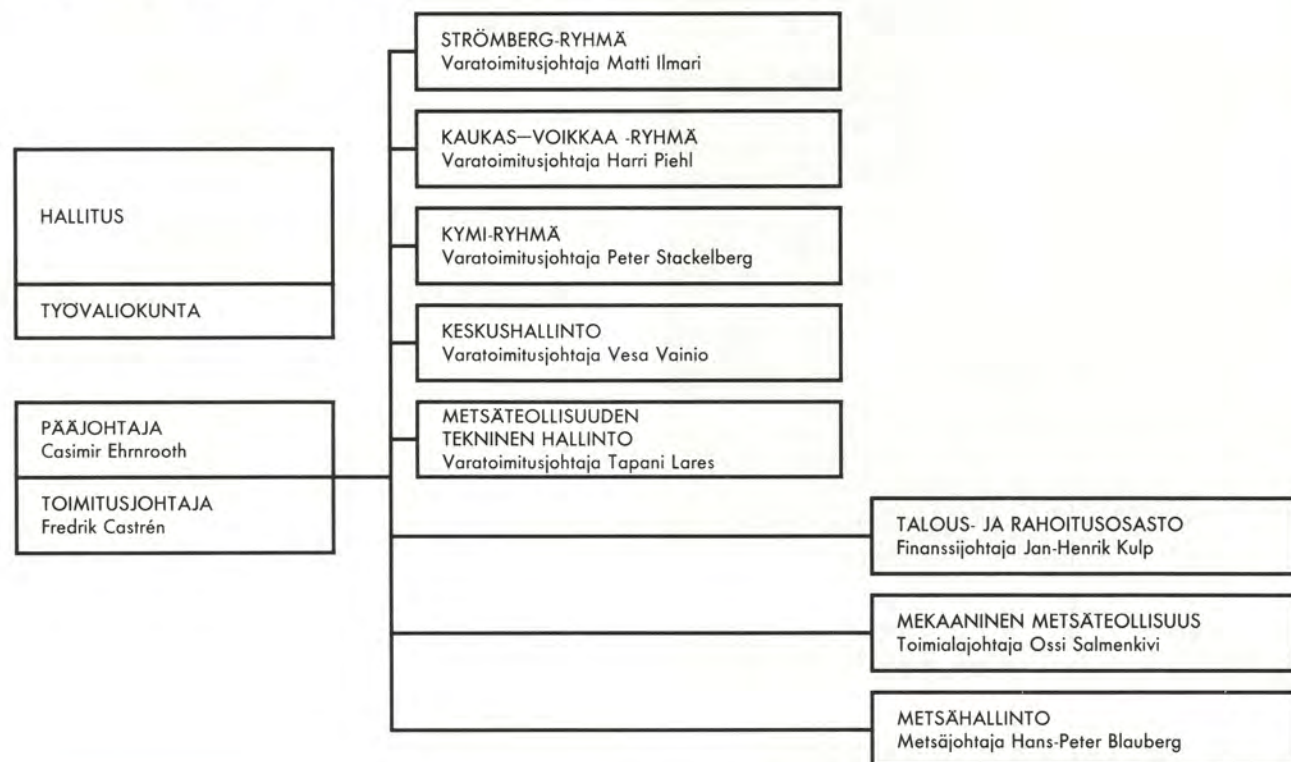 STRÖMBERG-RYHMÄ
Varatoimitusjohtaja Matti Ilmari
KAUKAS–VOIKKAA -RYHMÄ
Varatoimitusjohtaja Harri Piehl
HALLITUS
KYMI-RYHMÄ
Varatoimitusjohtaja Peter Stackelberg
TYÖVALIOKUNTA
KESKUSHALLINTO
Varatoimitusjohtaja Vesa Vainio
PÄÄJOHTAJA
Casimir Ehrnrooth
TOIMITUSJOHTAJA
Fredrik Castrén
METSÄTEOLLISUUDEN
TEKNINEN HALLINTO
Varatoimitusjohtaja Tapani Lares
TALOUS- JA RAHOITUSOSASTO
Finanssijohtaja Jan-Henrik Kulp
MEKAANINEN METSÄTEOLLISUUS
Toimialajohtaja Ossi Salmenkivi
METSÄHALLINTO
Metsäjohtaja Hans-Peter Blauberg